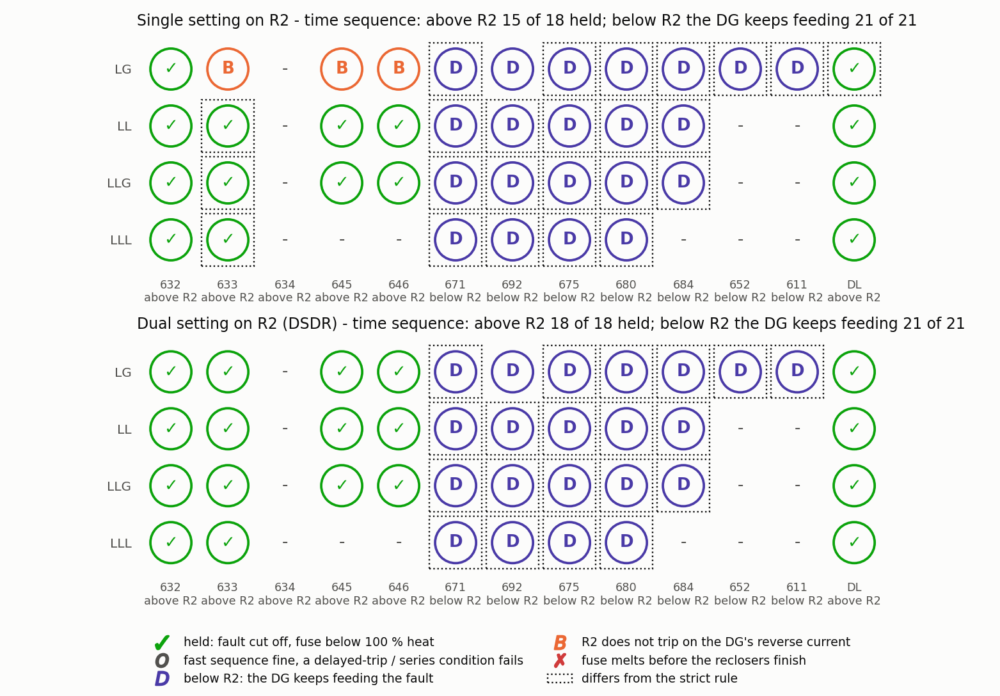 Single setting on R2 - time sequence: above R2 15 of 18 held; below R2 the DG keeps feeding 21 of 21
LG ✓ B - B B D D D D D D D ✓
LL ✓ ✓ - ✓ ✓ D D D D D - - ✓
LLG ✓ ✓ - ✓ ✓ D D D D D - - ✓
LLL ✓ ✓ - - - D D D D - - - ✓
632 633 634 645 646 671 692 675 680 684 652 611 DL
above R2 above R2 above R2 above R2 above R2 below R2 below R2 below R2 below R2 below R2 below R2 below R2 above R2
Dual setting on R2 (DSDR) - time sequence: above R2 18 of 18 held; below R2 the DG keeps feeding 21 of 21
LG ✓ ✓ - ✓ ✓ D D D D D D D ✓
LL ✓ ✓ - ✓ ✓ D D D D D - - ✓
LLG ✓ ✓ - ✓ ✓ D D D D D - - ✓
LLL ✓ ✓ - - - D D D D - - - ✓
632 633 634 645 646 671 692 675 680 684 652 611 DL
above R2 above R2 above R2 above R2 above R2 below R2 below R2 below R2 below R2 below R2 below R2 below R2 above R2
✓ held: fault cut off, fuse below 100 % heat
O fast sequence fine, a delayed-trip / series condition fails
D below R2: the DG keeps feeding the fault
B R2 does not trip on the DG's reverse current
✗ fuse melts before the reclosers finish
differs from the strict rule